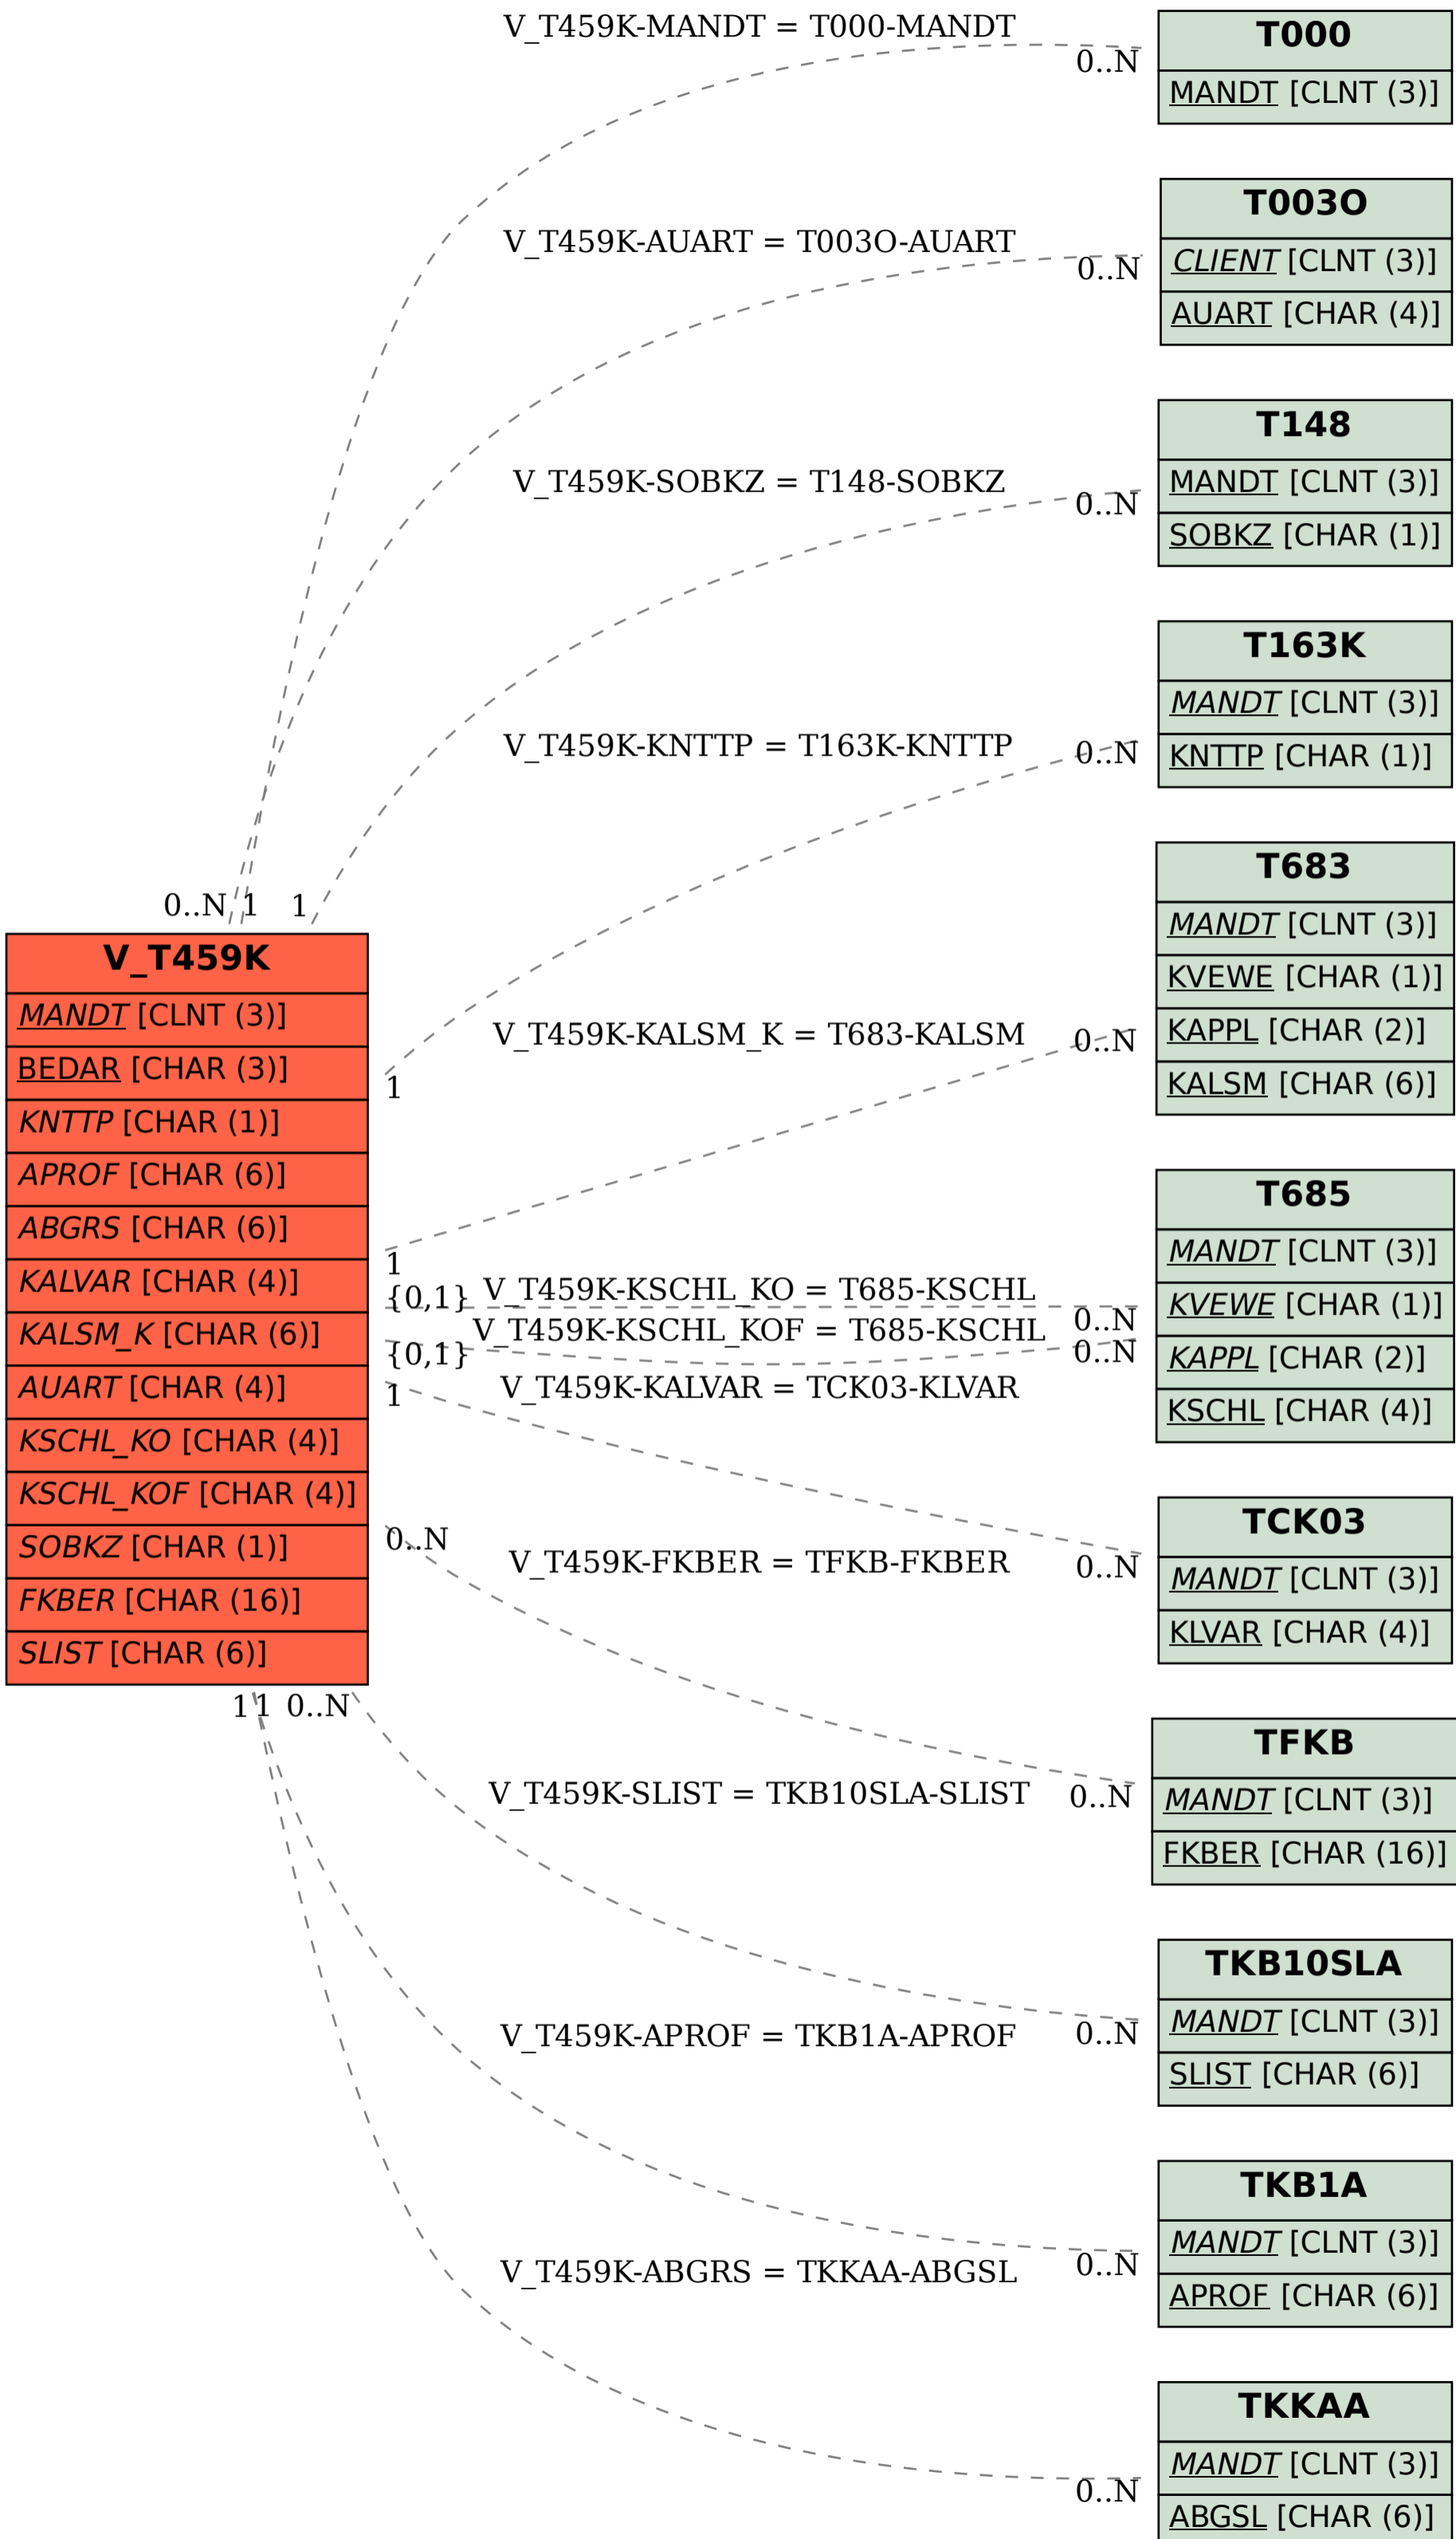 V_T459K-MANDT = T000-MANDT
0..N
T000
MANDT [CLNT (3)]
V_T459K-AUART = T003O-AUART
0..N
T003O
CLIENT [CLNT (3)]
AUART [CHAR (4)]
V_T459K-SOBKZ = T148-SOBKZ
0..N
T148
MANDT [CLNT (3)]
SOBKZ [CHAR (1)]
V_T459K-KNTTP = T163K-KNTTP
0..N
T163K
MANDT [CLNT (3)]
KNTTP [CHAR (1)]
0..N
1
1
V_T459K
MANDT [CLNT (3)]
BEDAR [CHAR (3)]
KNTTP [CHAR (1)]
APROF [CHAR (6)]
ABGRS [CHAR (6)]
KALVAR [CHAR (4)]
KALSM_K [CHAR (6)]
AUART [CHAR (4)]
KSCHL_KO [CHAR (4)]
KSCHL_KOF [CHAR (4)]
SOBKZ [CHAR (1)]
FKBER [CHAR (16)]
SLIST [CHAR (6)]
1
V_T459K-KALSM_K = T683-KALSM
0..N
1
T683
MANDT [CLNT (3)]
KVEWE [CHAR (1)]
KAPPL [CHAR (2)]
KALSM [CHAR (6)]
{0,1}
V_T459K-KSCHL_KO = T685-KSCHL
0..N
{0,1}
V_T459K-KSCHL_KOF = T685-KSCHL
0..N
T685
MANDT [CLNT (3)]
KVEWE [CHAR (1)]
KAPPL [CHAR (2)]
KSCHL [CHAR (4)]
1
V_T459K-KALVAR = TCK03-KLVAR
0..N
TCK03
MANDT [CLNT (3)]
KLVAR [CHAR (4)]
0..N
V_T459K-FKBER = TFKB-FKBER
0..N
TFKB
MANDT [CLNT (3)]
FKBER [CHAR (16)]
1
1
0..N
V_T459K-SLIST = TKB10SLA-SLIST
0..N
TKB10SLA
MANDT [CLNT (3)]
SLIST [CHAR (6)]
V_T459K-APROF = TKB1A-APROF
0..N
TKB1A
MANDT [CLNT (3)]
APROF [CHAR (6)]
V_T459K-ABGRS = TKKAA-ABGSL
0..N
TKKAA
MANDT [CLNT (3)]
ABGSL [CHAR (6)]